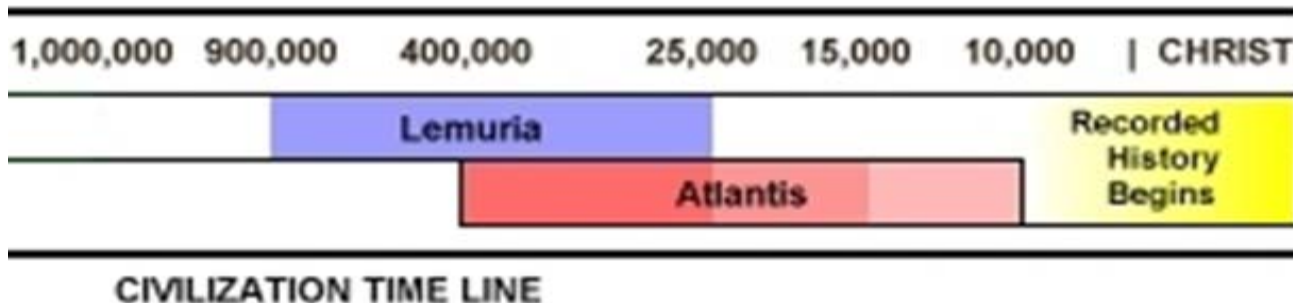 1,000,000 900,000 400,000 25,000 15,000 10,000 | CHRIST
Lemuria
Atlantis
Recorded
History
Begins
CIVILIZATION TIME LINE